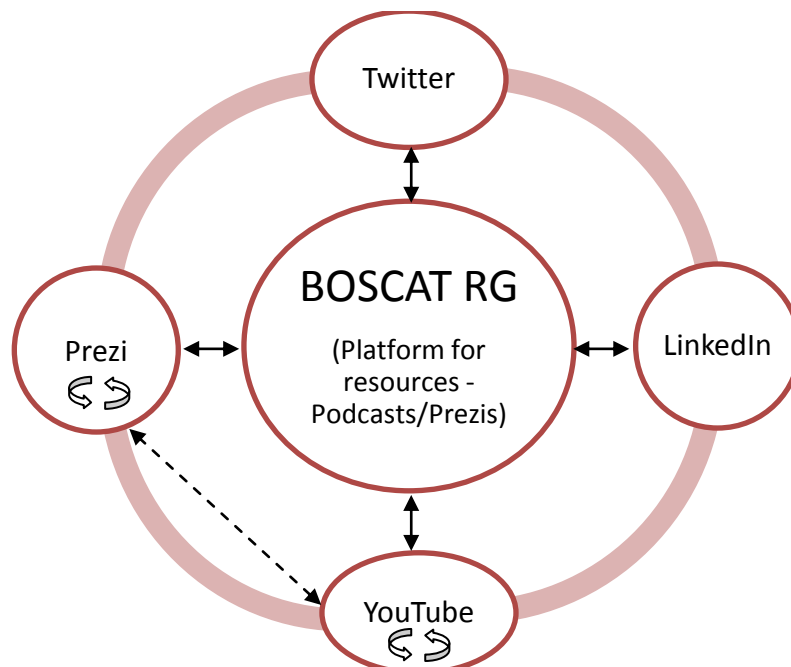 Twitter
BOSCAT RG
(Platform for
resources -
Podcasts/Prezis)
Prezi
LinkedIn
YouTube